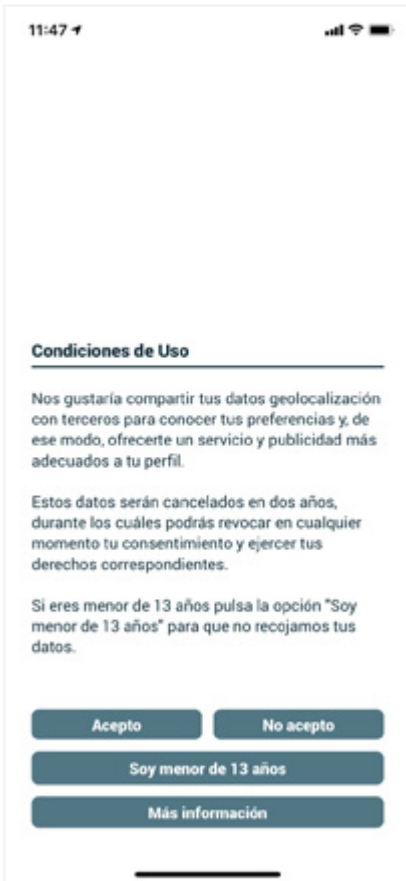 11:47
Condiciones de Uso
Nos gustaría compartir tus datos geolocalización
con terceros para conocer tus preferencias y, de
ese modo, ofrecerte un servicio y publicidad más
adecuados a tu perfil.
Estos datos serán cancelados en dos años,
durante los cuáles podrás revocar en cualquier
momento tu consentimiento y ejercer tus
derechos correspondientes.
Si eres menor de 13 años pulsa la opción "Soy
menor de 13 años" para que no recojamos tus
datos.
Acepto No acepto
Soy menor de 13 años
Más información